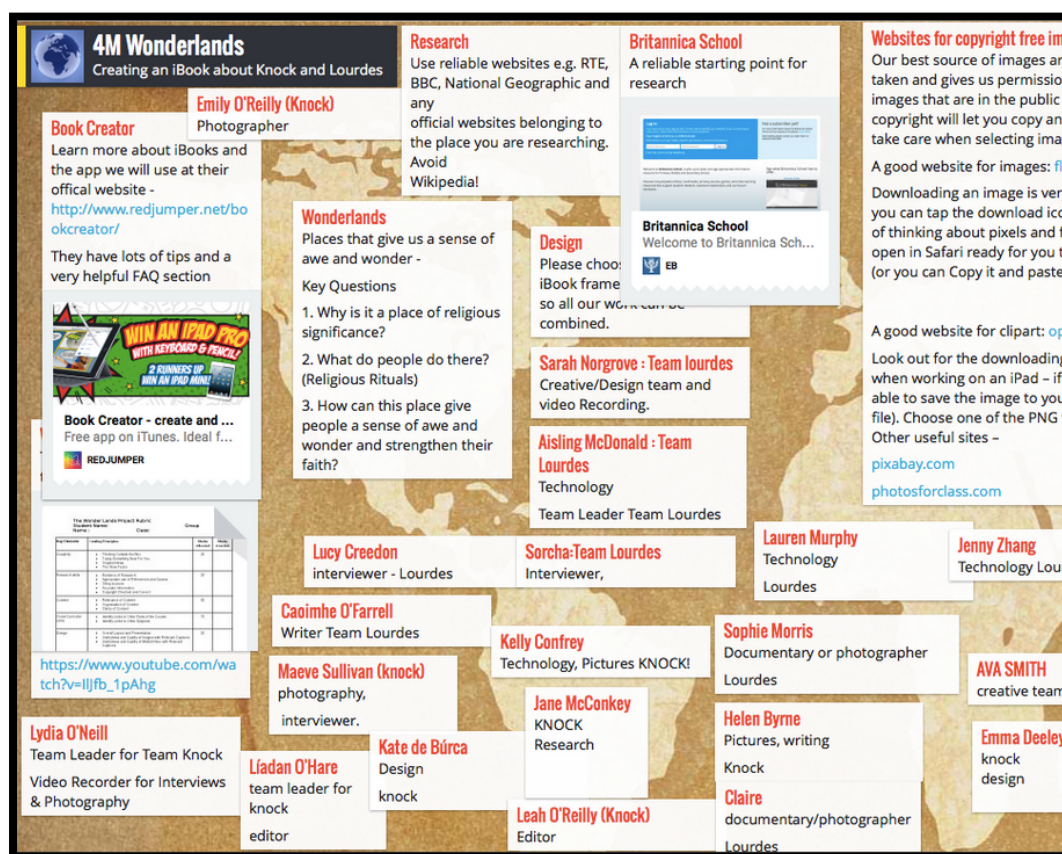 4M Wonderlands
Creating an iBook about Knock and Lourdes
Emily O'Reilly (Knock)
Photographer
Book Creator
Learn more about iBooks and
the app we will use at their
offical website -
http://www.redjumper.net/bo
okcreator/
They have lots of tips and a
very helpful FAQ section
WIN AN IPAD PRO
WITH KEYBOARD & PENCIL!
2 RUNNERS UP
WIN AN IPAD MINI!
Book Creator - create and ...
Free app on iTunes. Ideal f...
REDJUMPER
The Wonder Lands Project Rubric
https://www.youtube.com/wa
tch?v=IlJfb_1pAhg
Lydia O'Neill
Team Leader for Team Knock
Video Recorder for Interviews
& Photography
Research
Use reliable websites e.g. RTE,
BBC, National Geographic and
any
official websites belonging to
the place you are researching.
Avoid
Wikipedia!
Wonderlands
Places that give us a sense of
awe and wonder -
Key Questions
1. Why is it a place of religious
significance?
2. What do people do there?
(Religious Rituals)
3. How can this place give
people a sense of awe and
wonder and strengthen their
faith?
Britannica School
A reliable starting point for
research
Britannica School
Welcome to Britannica Sch...
EB
Design
Please choo
iBook frame
so all our work can be
combined.
Sarah Norgrove : Team lourdes
Creative/Design team and
video Recording.
Aisling McDonald : Team
Lourdes
Technology
Team Leader Team Lourdes
Lucy Creedon
interviewer - Lourdes
Sorcha:Team Lourdes
Interviewer,
Caoimhe O'Farrell
Writer Team Lourdes
Maeve Sullivan (knock)
photography,
interviewer.
Kelly Confrey
Technology, Pictures KNOCK!
Jane McConkey
KNOCK
Research
Kate de Búrca
Design
knock
Líadan O'Hare
team leader for
knock
editor
Leah O'Reilly (Knock)
Editor
Websites for copyright free im
Our best source of images ar
taken and gives us permissio
images that are in the public
copyright will let you copy an
take care when selecting ima
A good website for images: fl
Downloading an image is ver
you can tap the download ico
of thinking about pixels and f
open in Safari ready for you t
(or you can Copy it and paste
A good website for clipart: op
Look out for the downloading
when working on an iPad – if
able to save the image to you
file). Choose one of the PNG
Other useful sites –
pixabay.com
photosforclass.com
Lauren Murphy
Technology
Lourdes
Jenny Zhang
Technology Lou
Sophie Morris
Documentary or photographer
Lourdes
AVA SMITH
creative team
Helen Byrne
Pictures, writing
Knock
Emma Deeley
knock
design
Claire
documentary/photographer
Lourdes